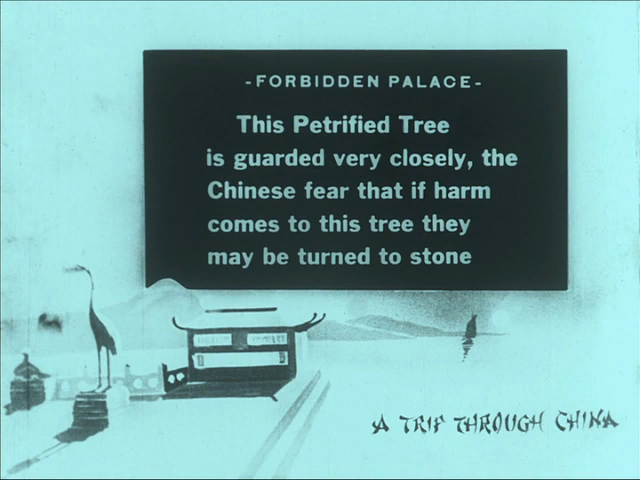 -FORBIDDEN PALACE-
This Petrified Tree
is guarded very closely, the
Chinese fear that if harm
comes to this tree they
may be turned to stone
A TRIP THROUGH CHINA